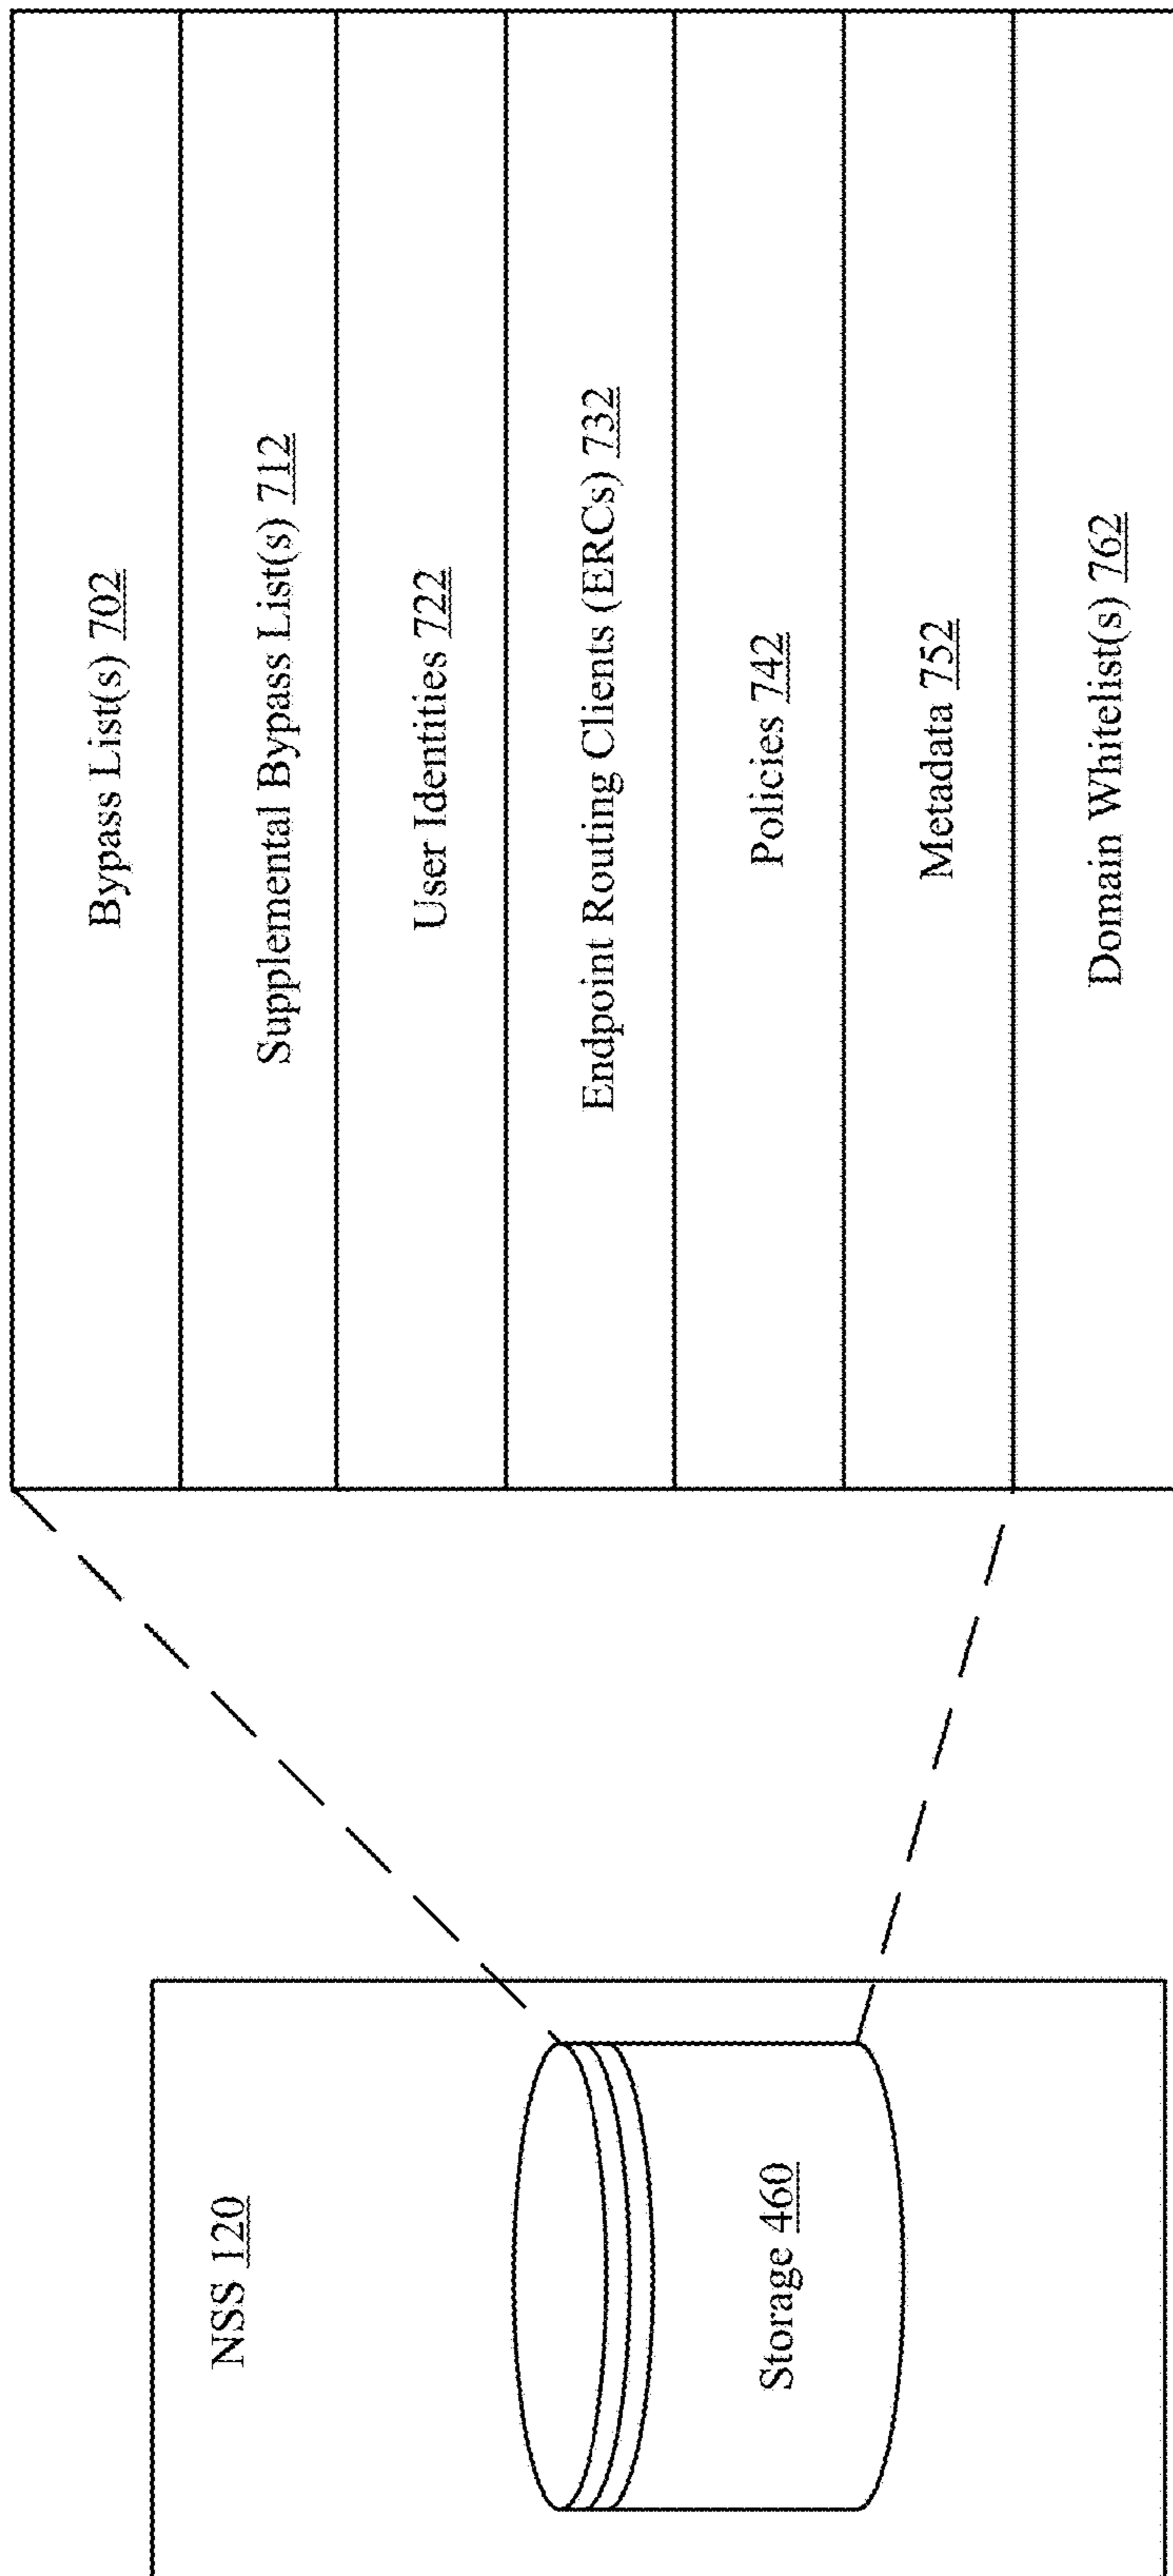 NSS 120
Storage 460
Bypass List(s) 702
Supplemental Bypass List(s) 712
User Identities 722
Endpoint Routing Clients (ERCs) 732
Policies 742
Metadata 752
Domain Whitelist(s) 762